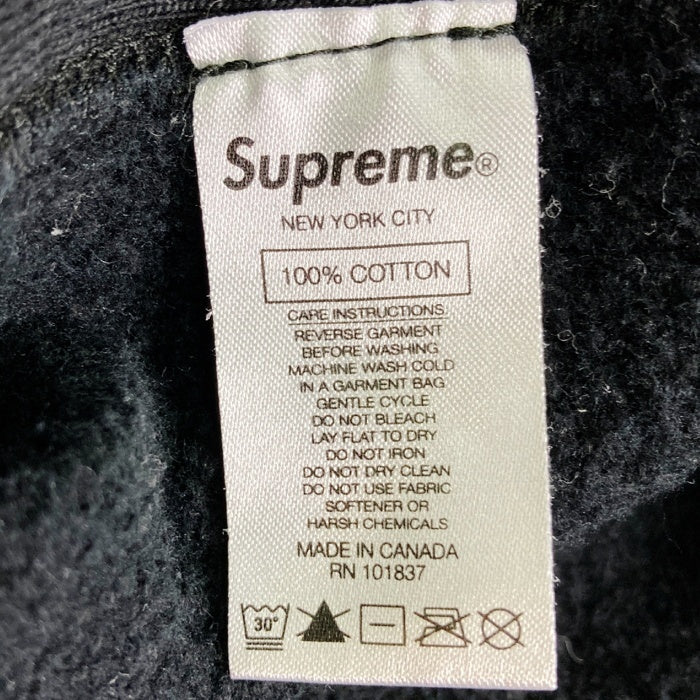 Supreme®
NEW YORK CITY
100% COTTON
CARE INSTRUCTIONS
REVERSE GARMENT
BEFORE WASHING
MACHINE WASH COLD
IN A GARMENT BAG
GENTLE CYCLE
DO NOT BLEACH
LAY FLAT TO DRY
DO NOT IRON
DO NOT DRY CLEAN
DO NOT USE FABRIC
SOFTENER OR
HARSH CHEMICALS
MADE IN CANADA
RN 101837
30°